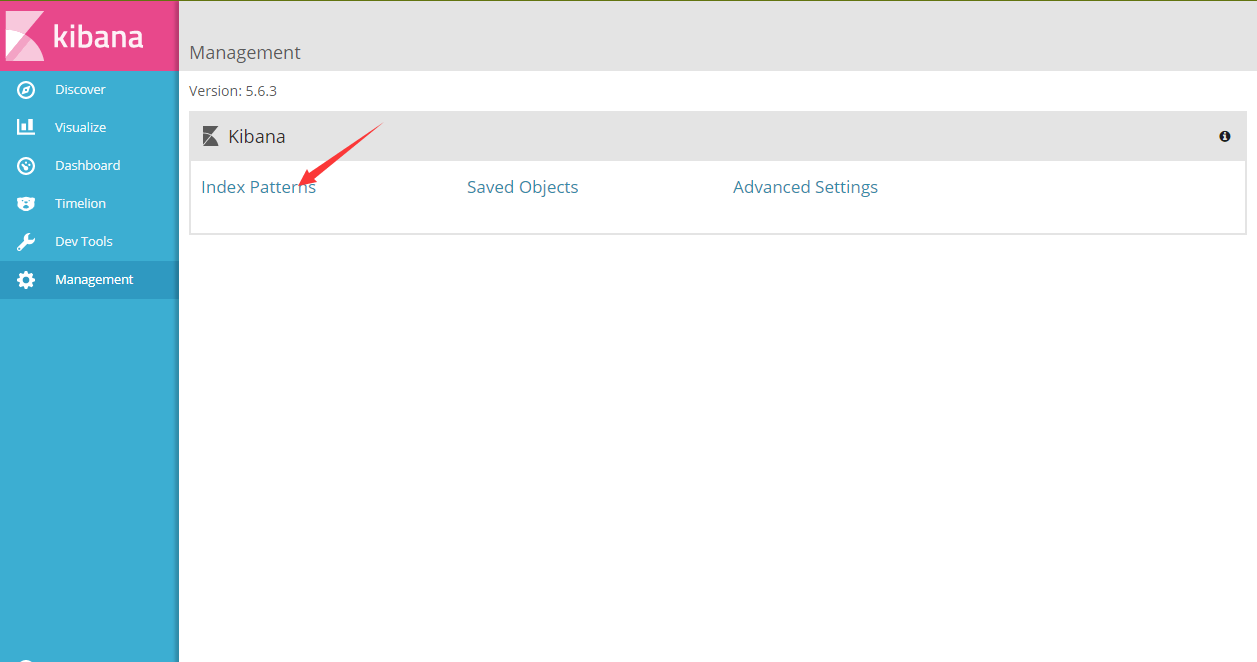 kibana
Discover
Visualize
Dashboard
Timelion
Dev Tools
Management
Management
Version: 5.6.3
Kibana
Index Patterns Saved Objects Advanced Settings